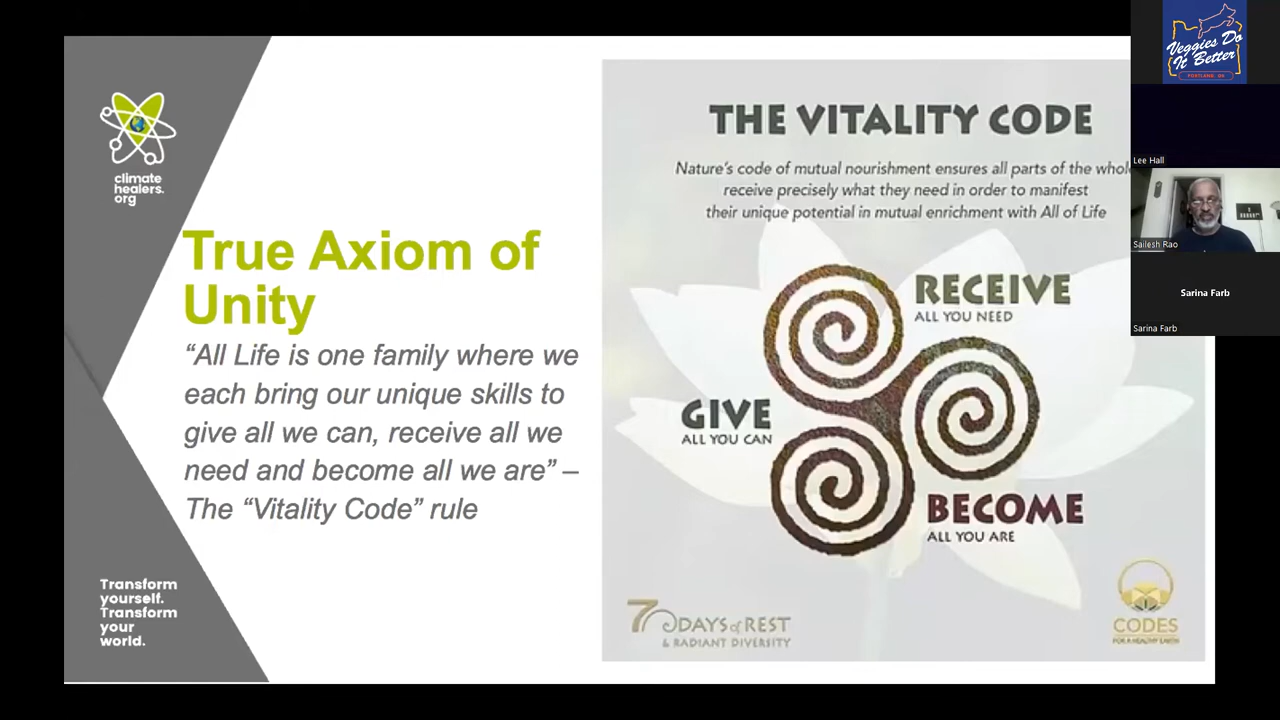 climate
healers.
org
True Axiom of
Unity
“All Life is one family where we
each bring our unique skills to
give all we can, receive all we
need and become all we are” –
The “Vitality Code” rule
Transform
yourself.
Transform
your
world.
THE VITALITY CODE
Nature's code of mutual nourishment ensures all parts of the whole
receive precisely what they need in order to manifest
their unique potential in mutual enrichment with All of Life
RECEIVE
ALL YOU NEED
GIVE
ALL YOU CAN
BECOME
ALL YOU ARE
7 DAYS of REST
& RADIANT DIVERSITY
CODES
FOR A HEALTHY EARTH
Veggies Do
It Better
PORTLAND, OR
Lee Hall
Sailesh Rao
Sarina Farb
Sarina Farb